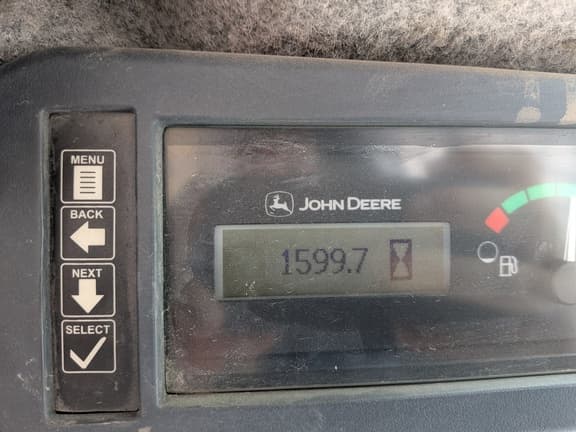 MENU
BACK
NEXT
SELECT
JOHN DEERE
1599.7